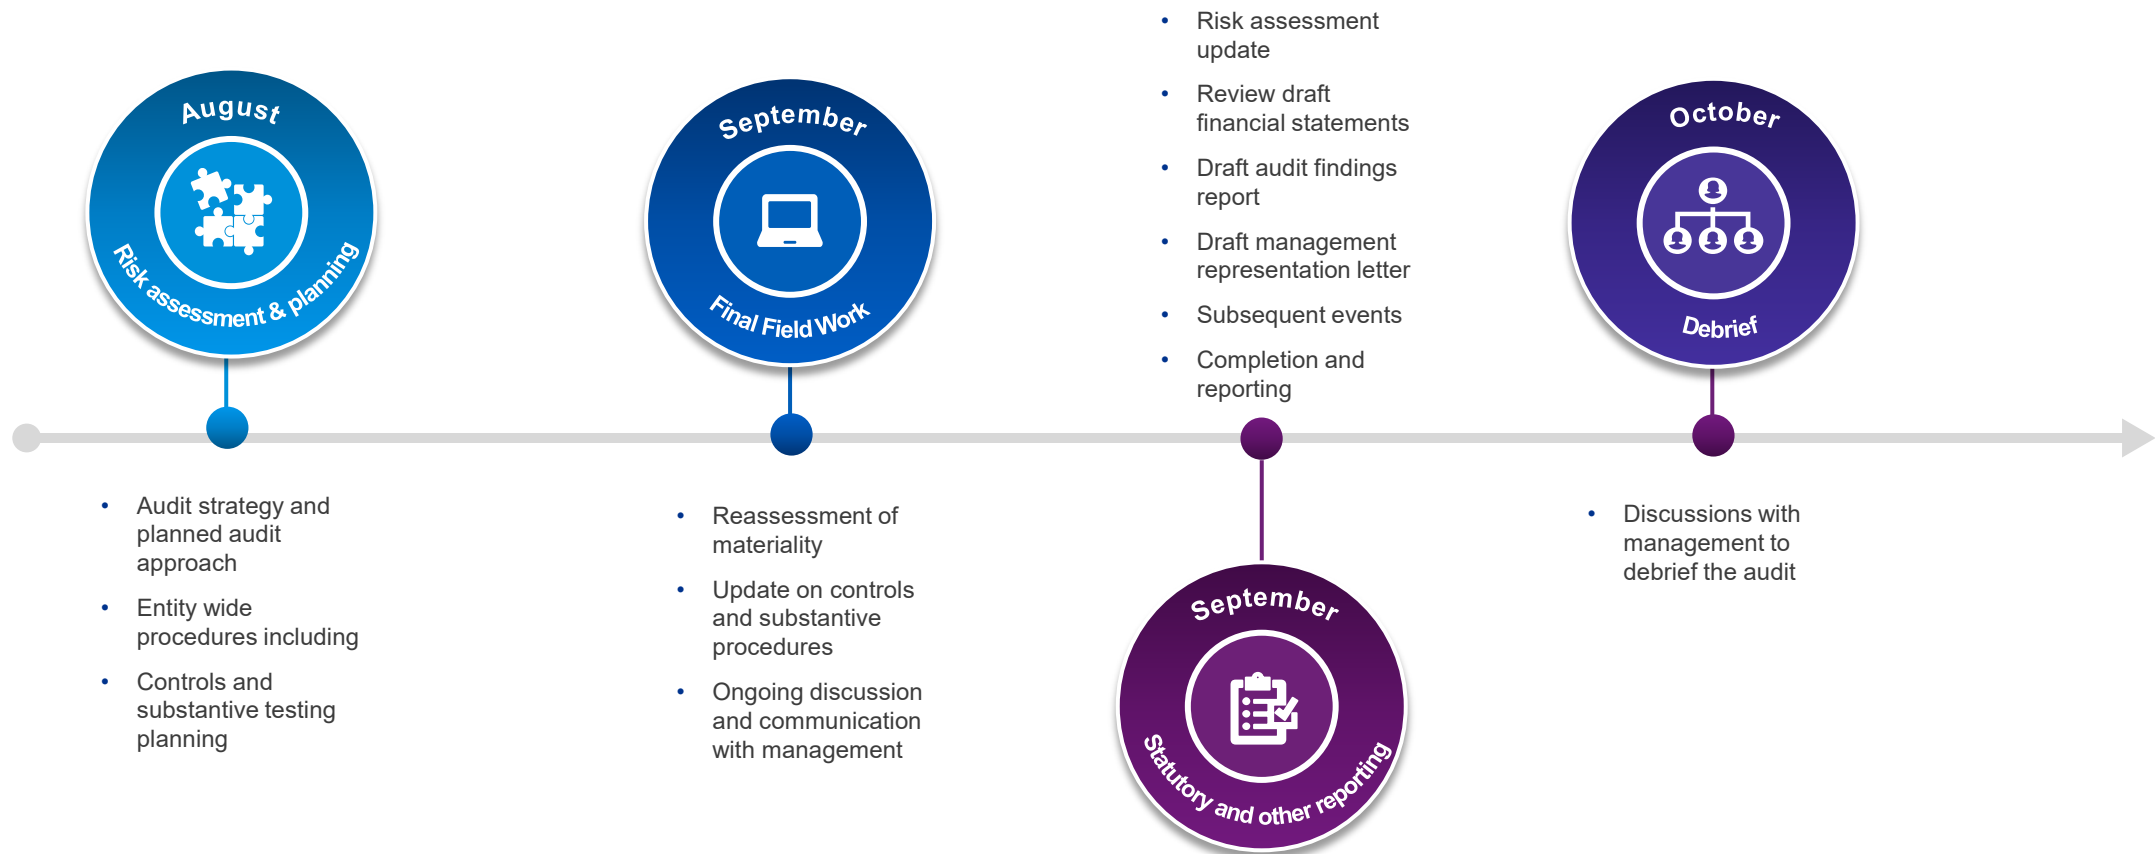 August
Risk assessment & planning
• Audit strategy and
planned audit
approach
• Entity wide
procedures including
• Controls and
substantive testing
planning
September
Final Field Work
• Reassessment of
materiality
• Update on controls
and substantive
procedures
• Ongoing discussion
and communication
with management
• Risk assessment
update
• Review draft
financial statements
• Draft audit findings
report
• Draft management
representation letter
• Subsequent events
• Completion and
reporting
September
Statutory and other reporting
October
Debrief
• Discussions with
management to
debrief the audit